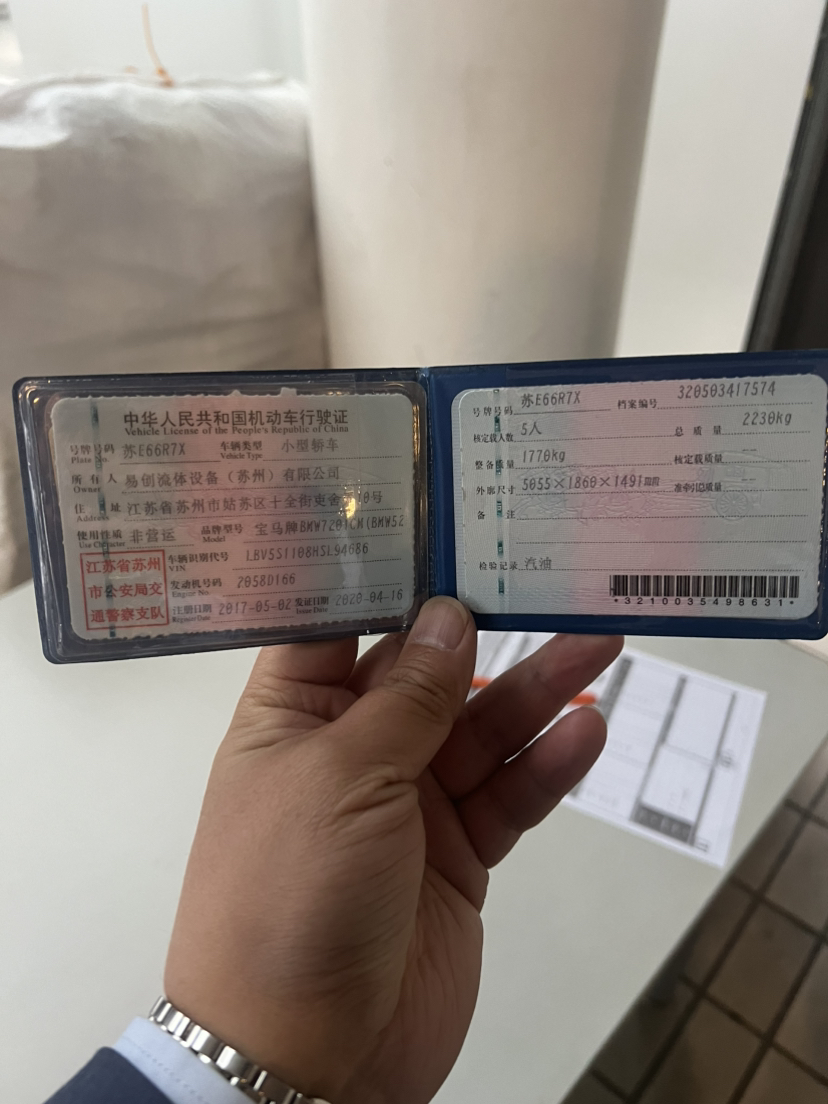 中华人民共和国机动车行驶证
Vehicle License of the People's Republic of China
号牌号码 苏E66R7X 车辆类型 小型轿车
Plate No. Vehicle Type
所有人 易创流体设备（苏州）有限公司
Owner
住址 江苏省苏州市姑苏区十全街吏舍 号
Address
使用性质 非营运 品牌型号 宝马牌BMW7201CM(BMW52
Use Character Model
江苏省苏州
市公安局交
通警察支队
车辆识别代号 LBV5S1108HSL94686
VIN
发动机号码 2058D166
Engine No.
注册日期 2017-05-02 发证日期 2020-04-16
Register Date Issue Date
号牌号码 苏E66R7X 档案编号 320503417574
核定载人数 5人 总质量 2230kg
整备质量 1770kg 核定载质量 --
外廓尺寸 5055×1860×1491mm 准牵引总质量 --
备注
检验记录 汽油
*3210035498631*